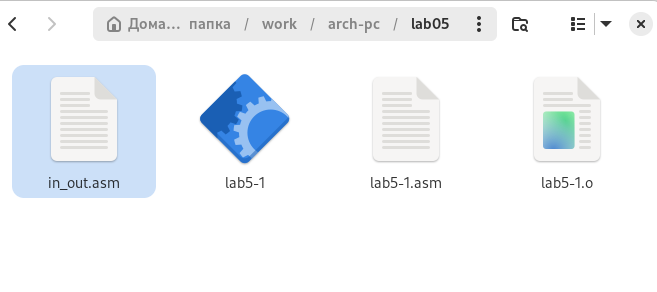 Дома... папка / work / arch-pc / lab05
in_out.asm lab5-1 lab5-1.asm lab5-1.o